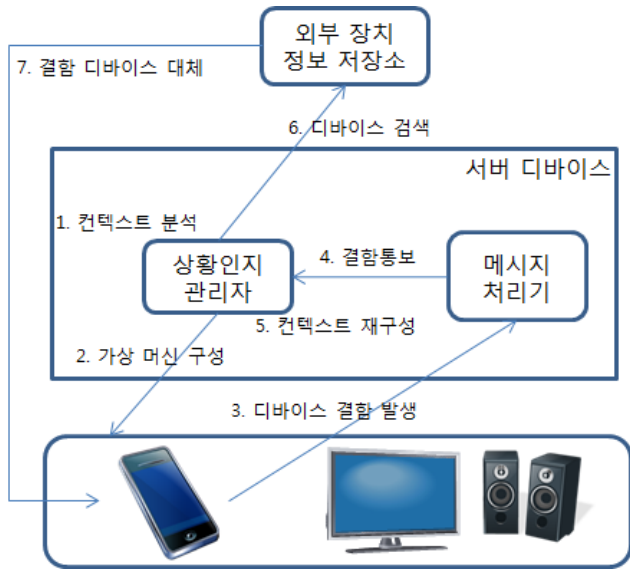 외부 장치
정보 저장소
7. 결함 디바이스 대체
6. 디바이스 검색
서버 디바이스
1. 컨텍스트 분석
상황인지
관리자
4. 결함통보
메시지
처리기
5. 컨텍스트 재구성
2. 가상 머신 구성
3. 디바이스 결함 발생